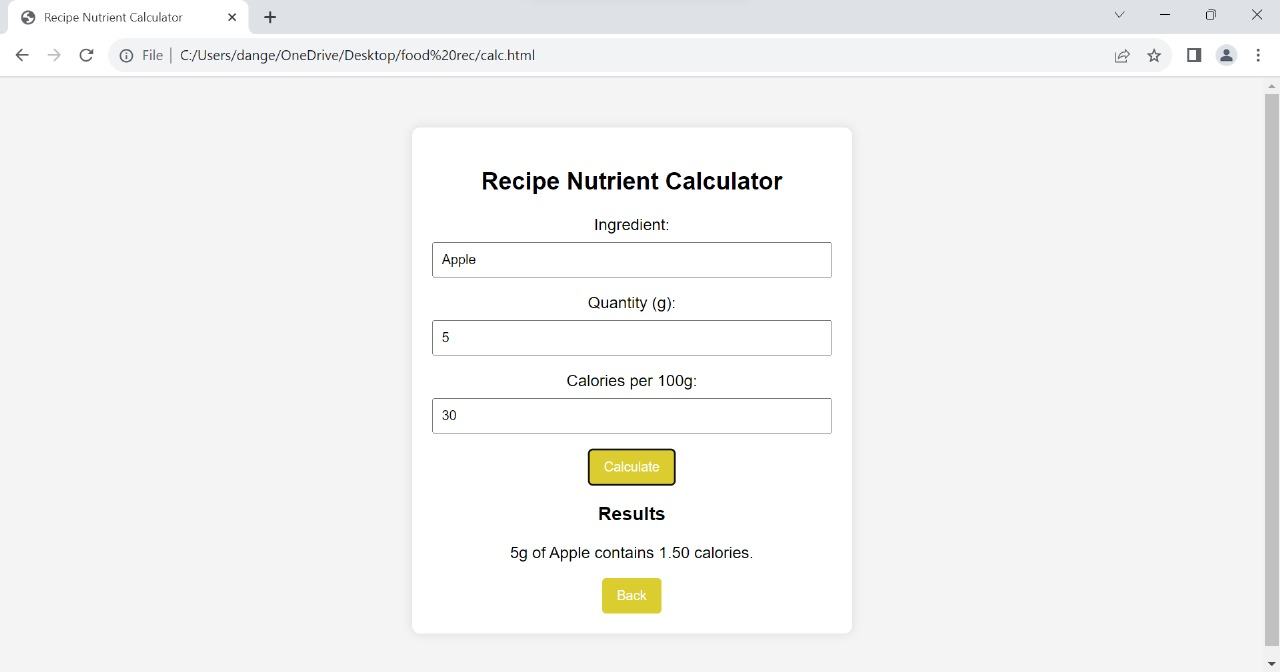 Recipe Nutrient Calculator
File | C:/Users/dange/OneDrive/Desktop/food%20rec/calc.html
Recipe Nutrient Calculator
Ingredient:
Apple
Quantity (g):
5
Calories per 100g:
30
Calculate
Results
5g of Apple contains 1.50 calories.
Back